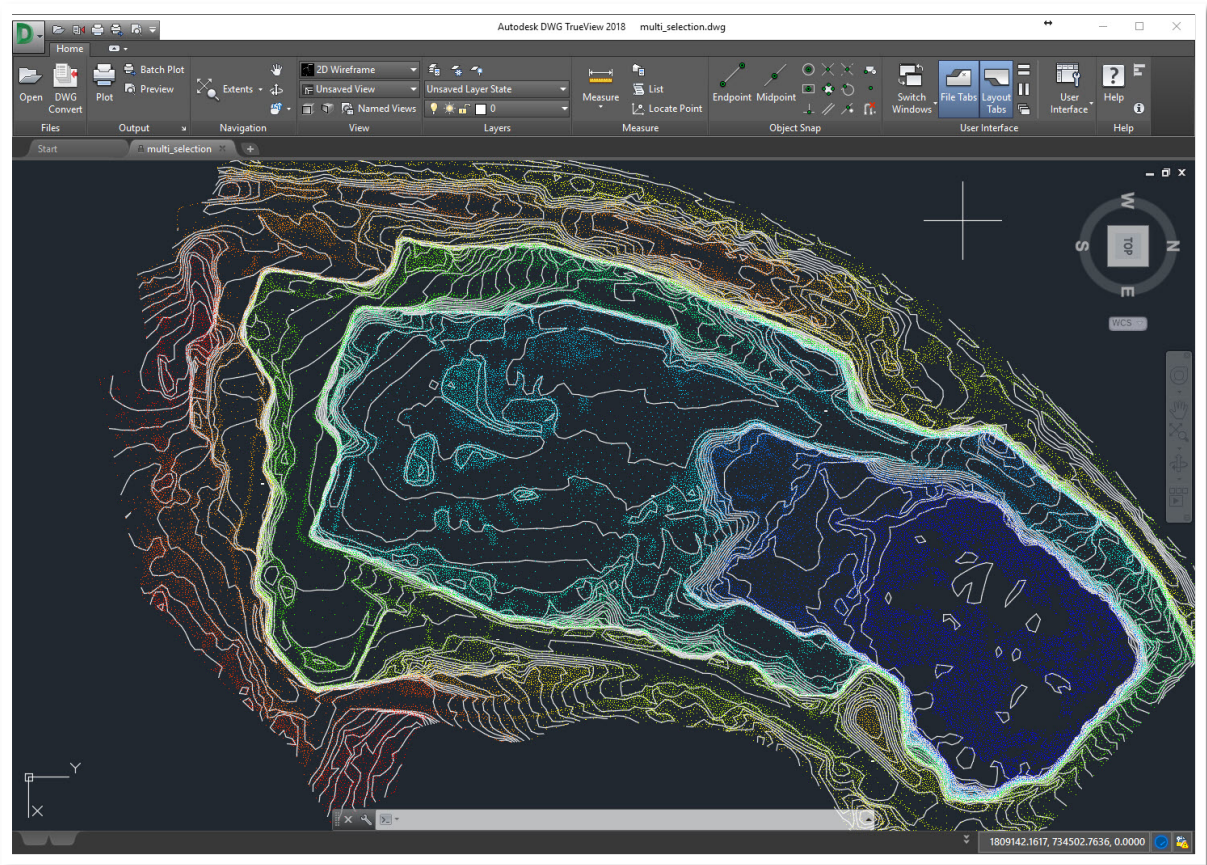 Autodesk DWG TrueView 2018 multi_selection.dwg
D
Home
Open
DWG Convert
Plot
Batch Plot
Preview
Extents
2D Wireframe
Unsaved View
Named Views
Unsaved Layer State
0
Measure
List
Locate Point
Endpoint
Midpoint
Switch Windows
File Tabs
Layout Tabs
User Interface
?
Help
Files
Output
Navigation
View
Layers
Measure
Object Snap
User Interface
Help
Start
multi_selection
W
S
TOP
N
E
WCS
Y
X
1809142.1617, 734502.7636, 0.0000